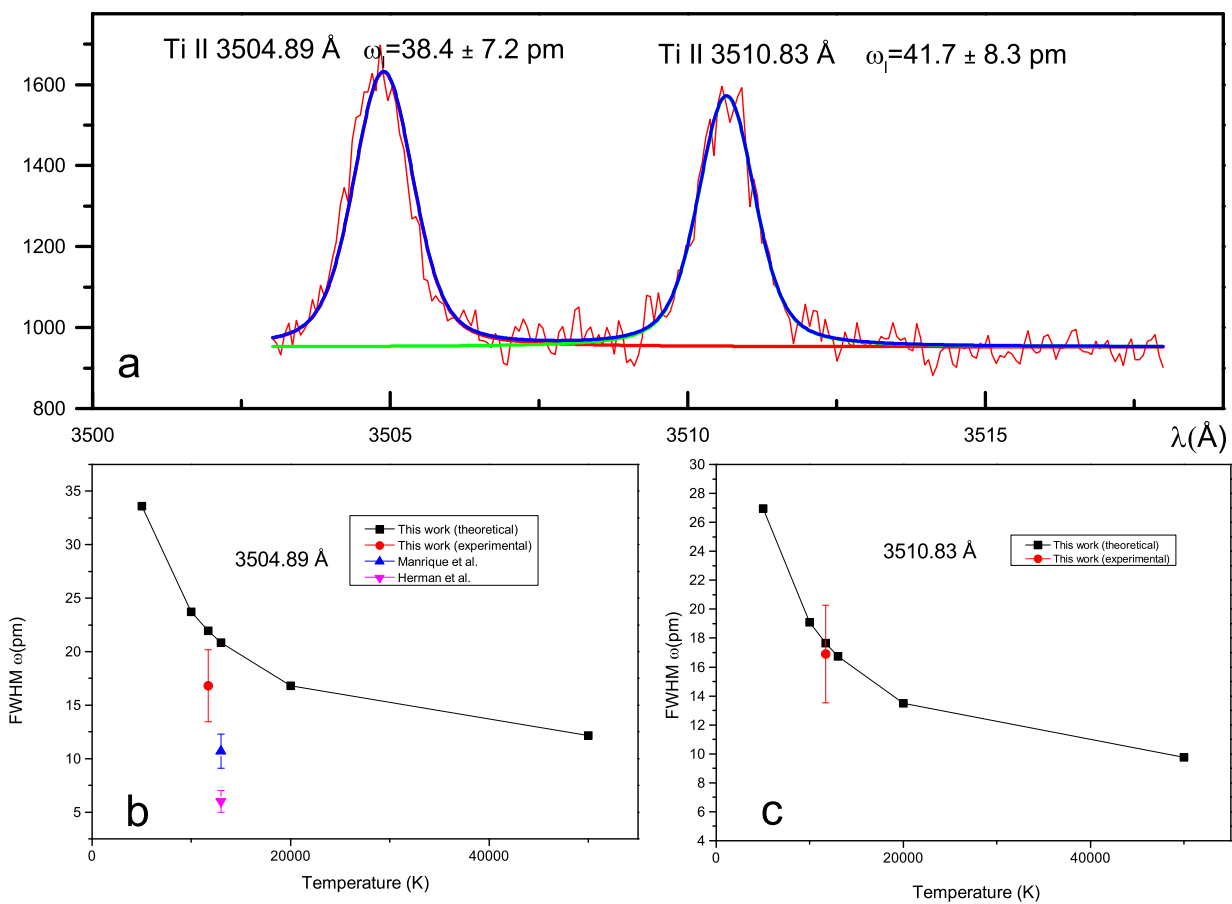 Ti II 3504.89 Å ωl=38.4 ± 7.2 pm
Ti II 3510.83 Å ωl=41.7 ± 8.3 pm
1600
1400
1200
1000
800
a
3500
3505
3510
3515
λ(Å)
35
30
25
20
15
10
5
FWHM ω(pm)
This work (theoretical)
This work (experimental)
Manrique et al.
Herman et al.
3504.89 Å
b
0
20000
40000
Temperature (K)
30
28
26
24
22
20
18
16
14
12
10
8
6
4
FWHM ω(pm)
This work (theoretical)
This work (experimental)
3510.83 Å
c
0
20000
40000
Temperature (K)